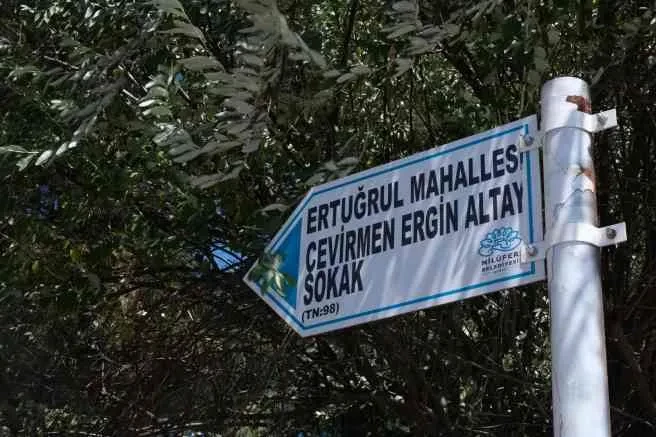 ERTUĞRUL MAHALLESİ
ÇEVİRMEN ERGİN ALTAY
SOKAK
(TN:98)
NİLÜFER
BELEDİYESİ